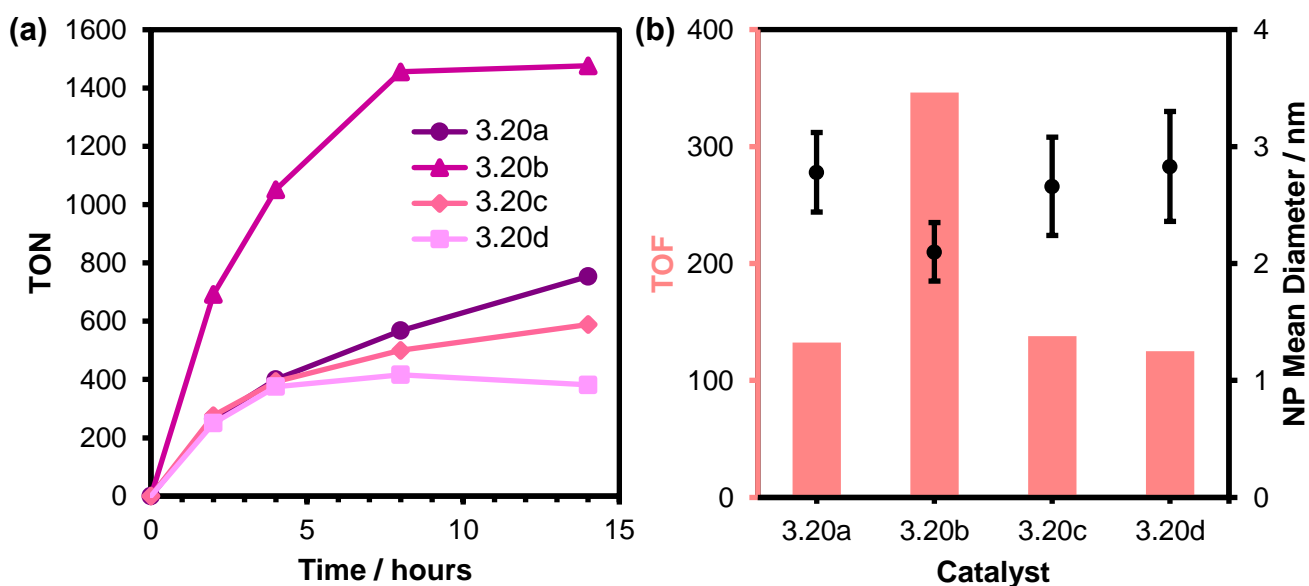 (a)
TON
1600
1400
1200
1000
800
600
400
200
0
3.20a
3.20b
3.20c
3.20d
0
5
10
15
Time / hours
(b)
TOF
400
300
200
100
0
4
3
2
1
0
NP Mean Diameter / nm
3.20a
3.20b
3.20c
3.20d
Catalyst